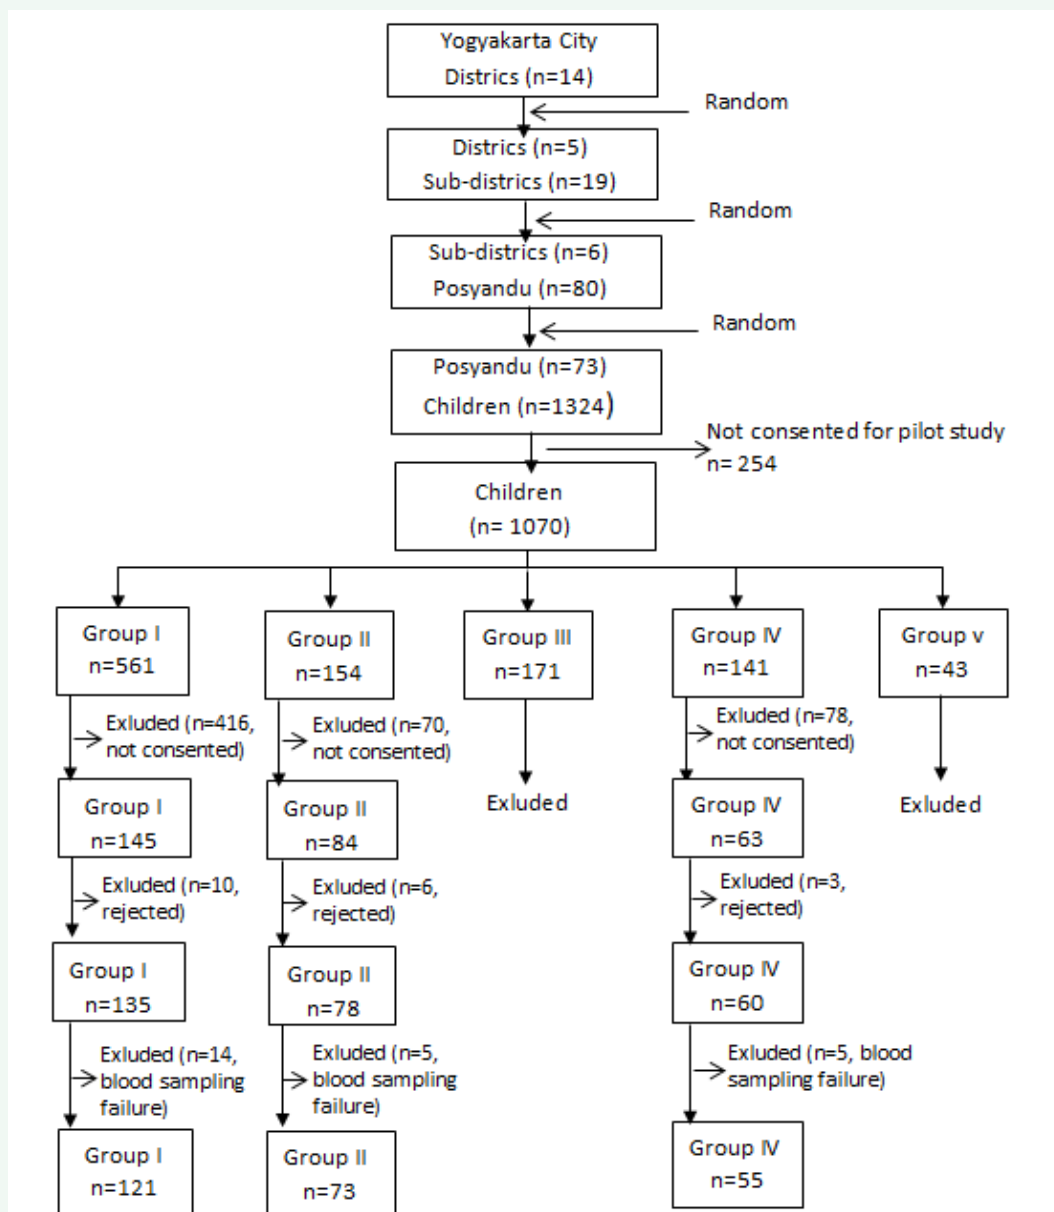 Yogyakarta City
Districs (n=14)
Random
Districs (n=5)
Sub-districs (n=19)
Random
Sub-districs (n=6)
Posyandu (n=80)
Random
Posyandu (n=73)
Children (n=1324)
Not consented for pilot study
n= 254
Children
(n= 1070)
Group I
n=561
Group II
n=154
Group III
n=171
Group IV
n=141
Group v
n=43
Exluded (n=416,
not consented)
Exluded (n=70,
not consented)
Exluded (n=78,
not consented)
Group I
n=145
Group II
n=84
Exluded
Group IV
n=63
Exluded
Exluded (n=10,
rejected)
Exluded (n=6,
rejected)
Exluded (n=3,
rejected)
Group I
n=135
Group II
n=78
Group IV
n=60
Exluded (n=14,
blood sampling
failure)
Exluded (n=5,
blood sampling
failure)
Exluded (n=5, blood
sampling failure)
Group I
n=121
Group II
n=73
Group IV
n=55